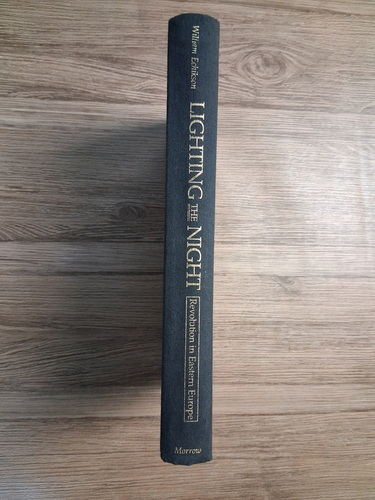 William Echikson
LIGHTING THE NIGHT
Revolution in Eastern Europe
Morrow